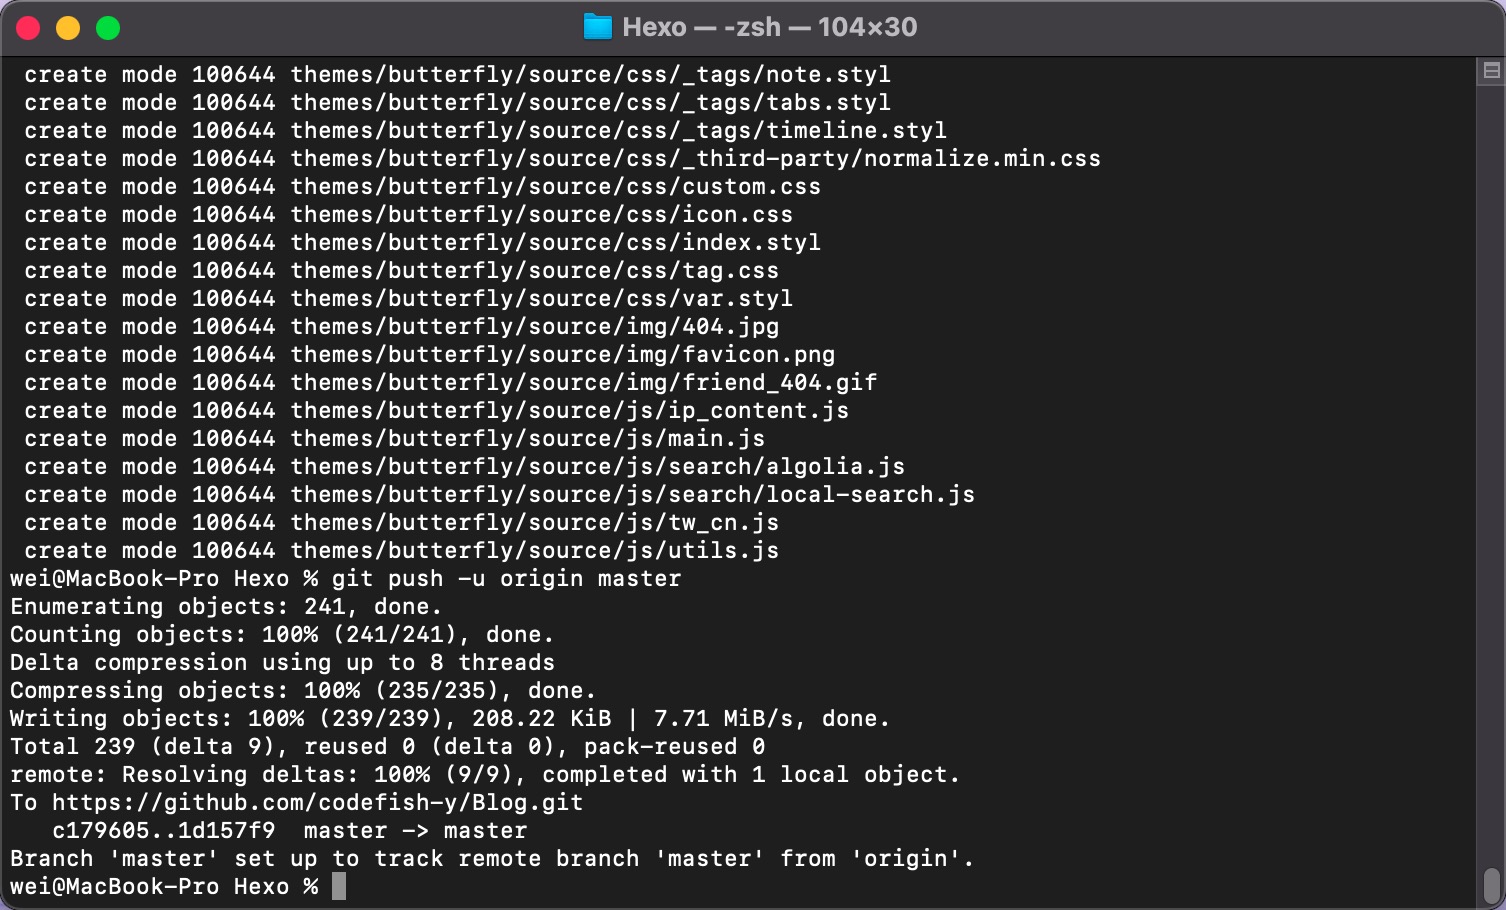 Hexo — -zsh — 104×30
create mode 100644 themes/butterfly/source/css/_tags/note.styl
create mode 100644 themes/butterfly/source/css/_tags/tabs.styl
create mode 100644 themes/butterfly/source/css/_tags/timeline.styl
create mode 100644 themes/butterfly/source/css/_third-party/normalize.min.css
create mode 100644 themes/butterfly/source/css/custom.css
create mode 100644 themes/butterfly/source/css/icon.css
create mode 100644 themes/butterfly/source/css/index.styl
create mode 100644 themes/butterfly/source/css/tag.css
create mode 100644 themes/butterfly/source/css/var.styl
create mode 100644 themes/butterfly/source/img/404.jpg
create mode 100644 themes/butterfly/source/img/favicon.png
create mode 100644 themes/butterfly/source/img/friend_404.gif
create mode 100644 themes/butterfly/source/js/ip_content.js
create mode 100644 themes/butterfly/source/js/main.js
create mode 100644 themes/butterfly/source/js/search/algolia.js
create mode 100644 themes/butterfly/source/js/search/local-search.js
create mode 100644 themes/butterfly/source/js/tw_cn.js
create mode 100644 themes/butterfly/source/js/utils.js
wei@MacBook-Pro Hexo % git push -u origin master
Enumerating objects: 241, done.
Counting objects: 100% (241/241), done.
Delta compression using up to 8 threads
Compressing objects: 100% (235/235), done.
Writing objects: 100% (239/239), 208.22 KiB | 7.71 MiB/s, done.
Total 239 (delta 9), reused 0 (delta 0), pack-reused 0
remote: Resolving deltas: 100% (9/9), completed with 1 local object.
To https://github.com/codefish-y/Blog.git
c179605..1d157f9  master -> master
Branch 'master' set up to track remote branch 'master' from 'origin'.
wei@MacBook-Pro Hexo %